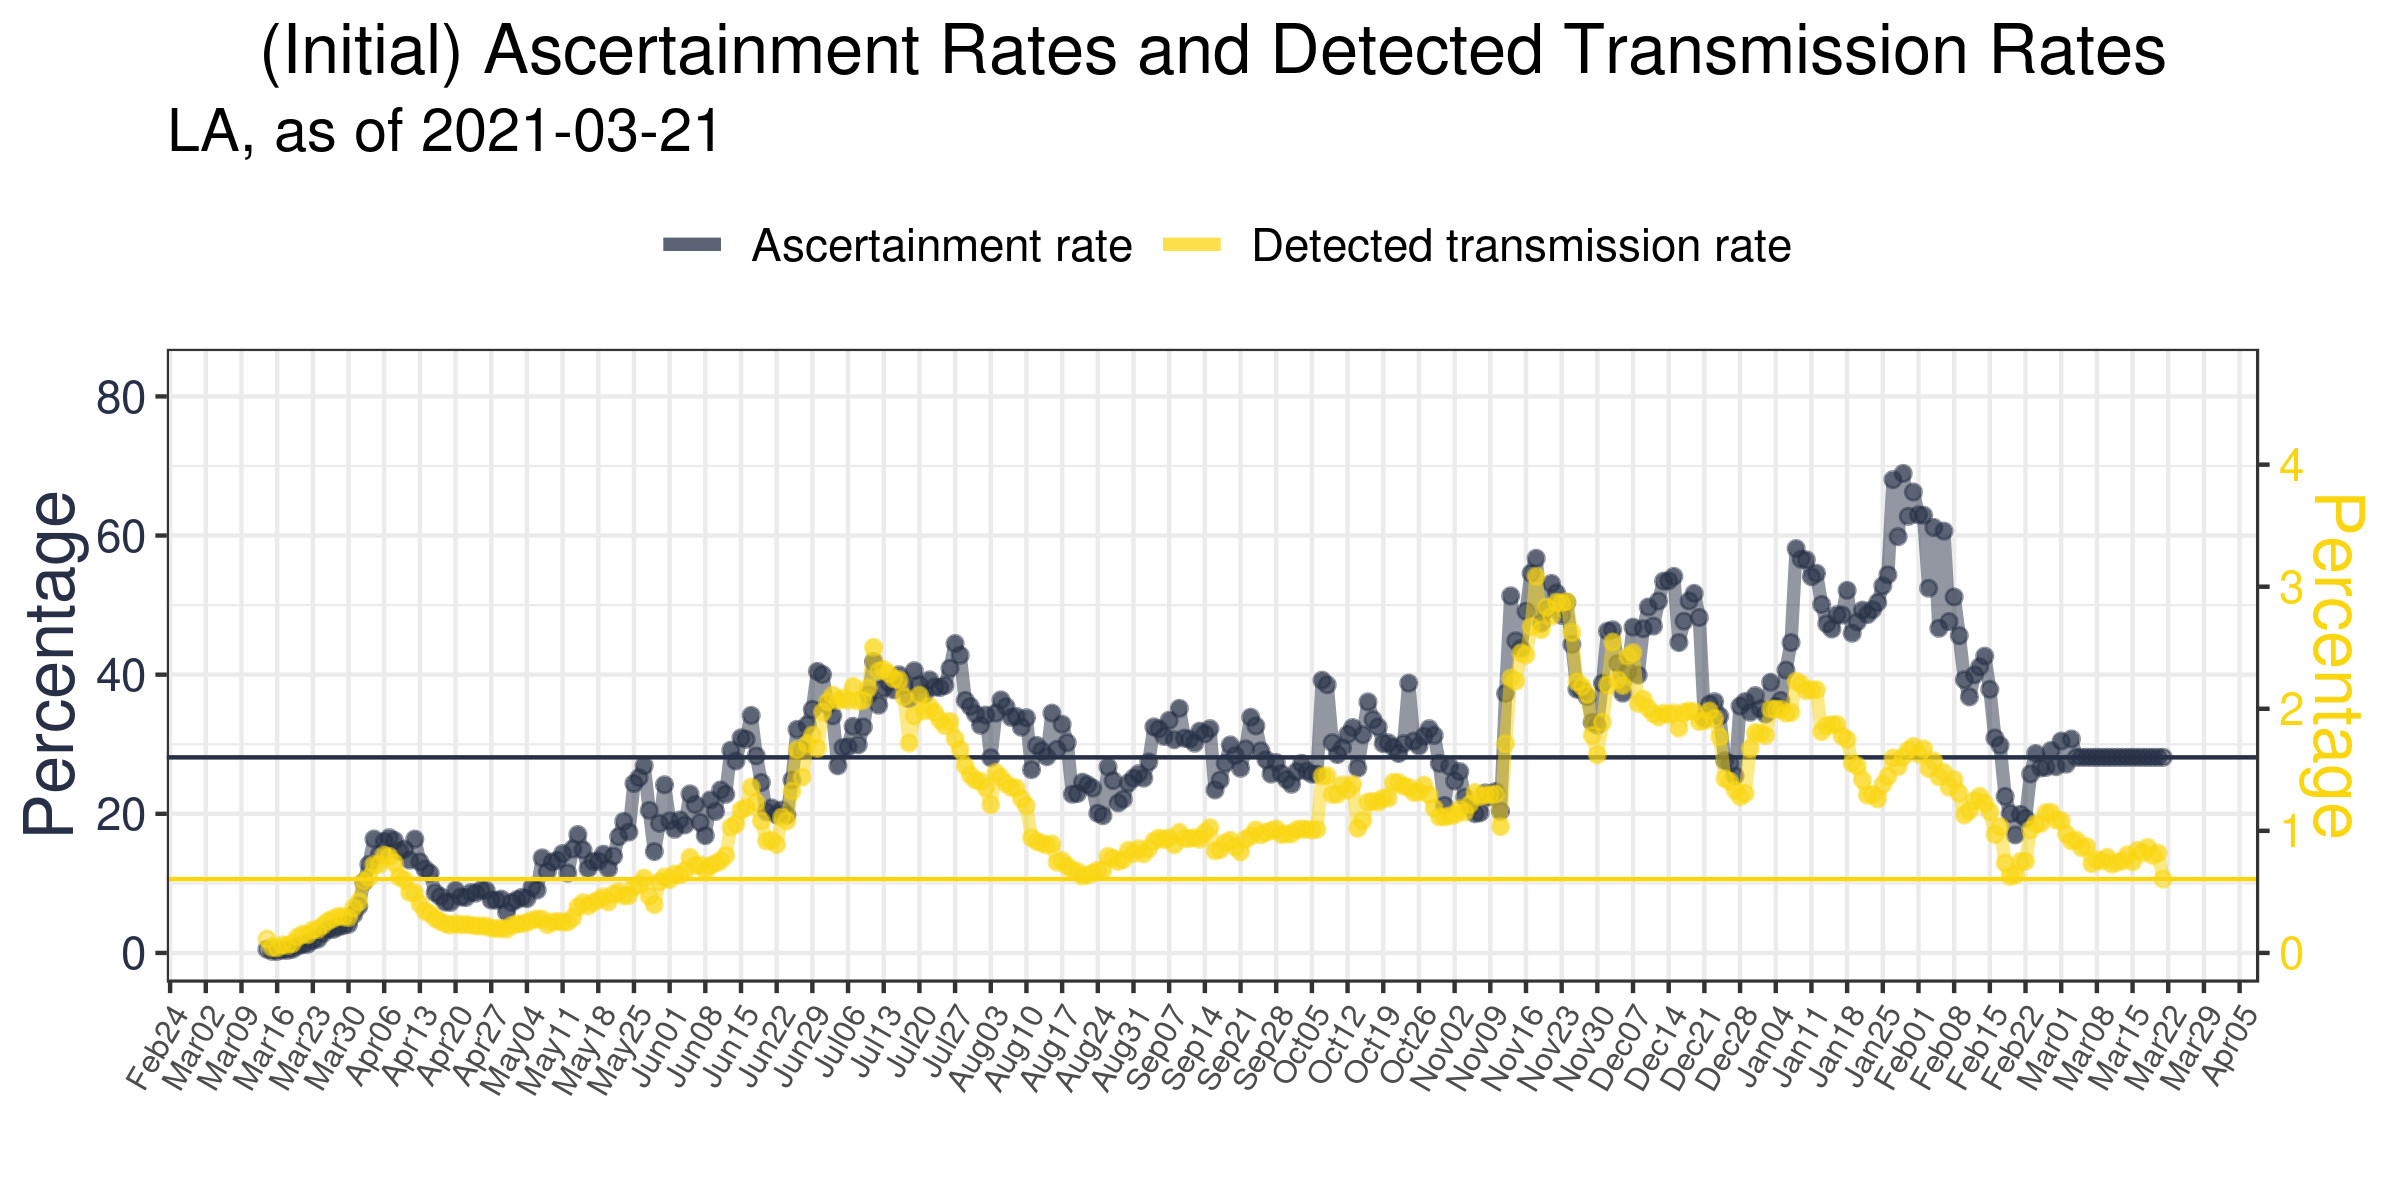 (Initial) Ascertainment Rates and Detected Transmission Rates
LA, as of 2021-03-21
Ascertainment rate
Detected transmission rate
Percentage
80
60
40
20
0
4
3
2
1
0
Percentage
Feb24
Mar02
Mar09
Mar16
Mar23
Mar30
Apr06
Apr13
Apr20
Apr27
May04
May11
May18
May25
Jun01
Jun08
Jun15
Jun22
Jun29
Jul06
Jul13
Jul20
Jul27
Aug03
Aug10
Aug17
Aug24
Aug31
Sep07
Sep14
Sep21
Sep28
Oct05
Oct12
Oct19
Oct26
Nov02
Nov09
Nov16
Nov23
Nov30
Dec07
Dec14
Dec21
Dec28
Jan04
Jan11
Jan18
Jan25
Feb01
Feb08
Feb15
Feb22
Mar01
Mar08
Mar15
Mar22
Mar29
Apr05